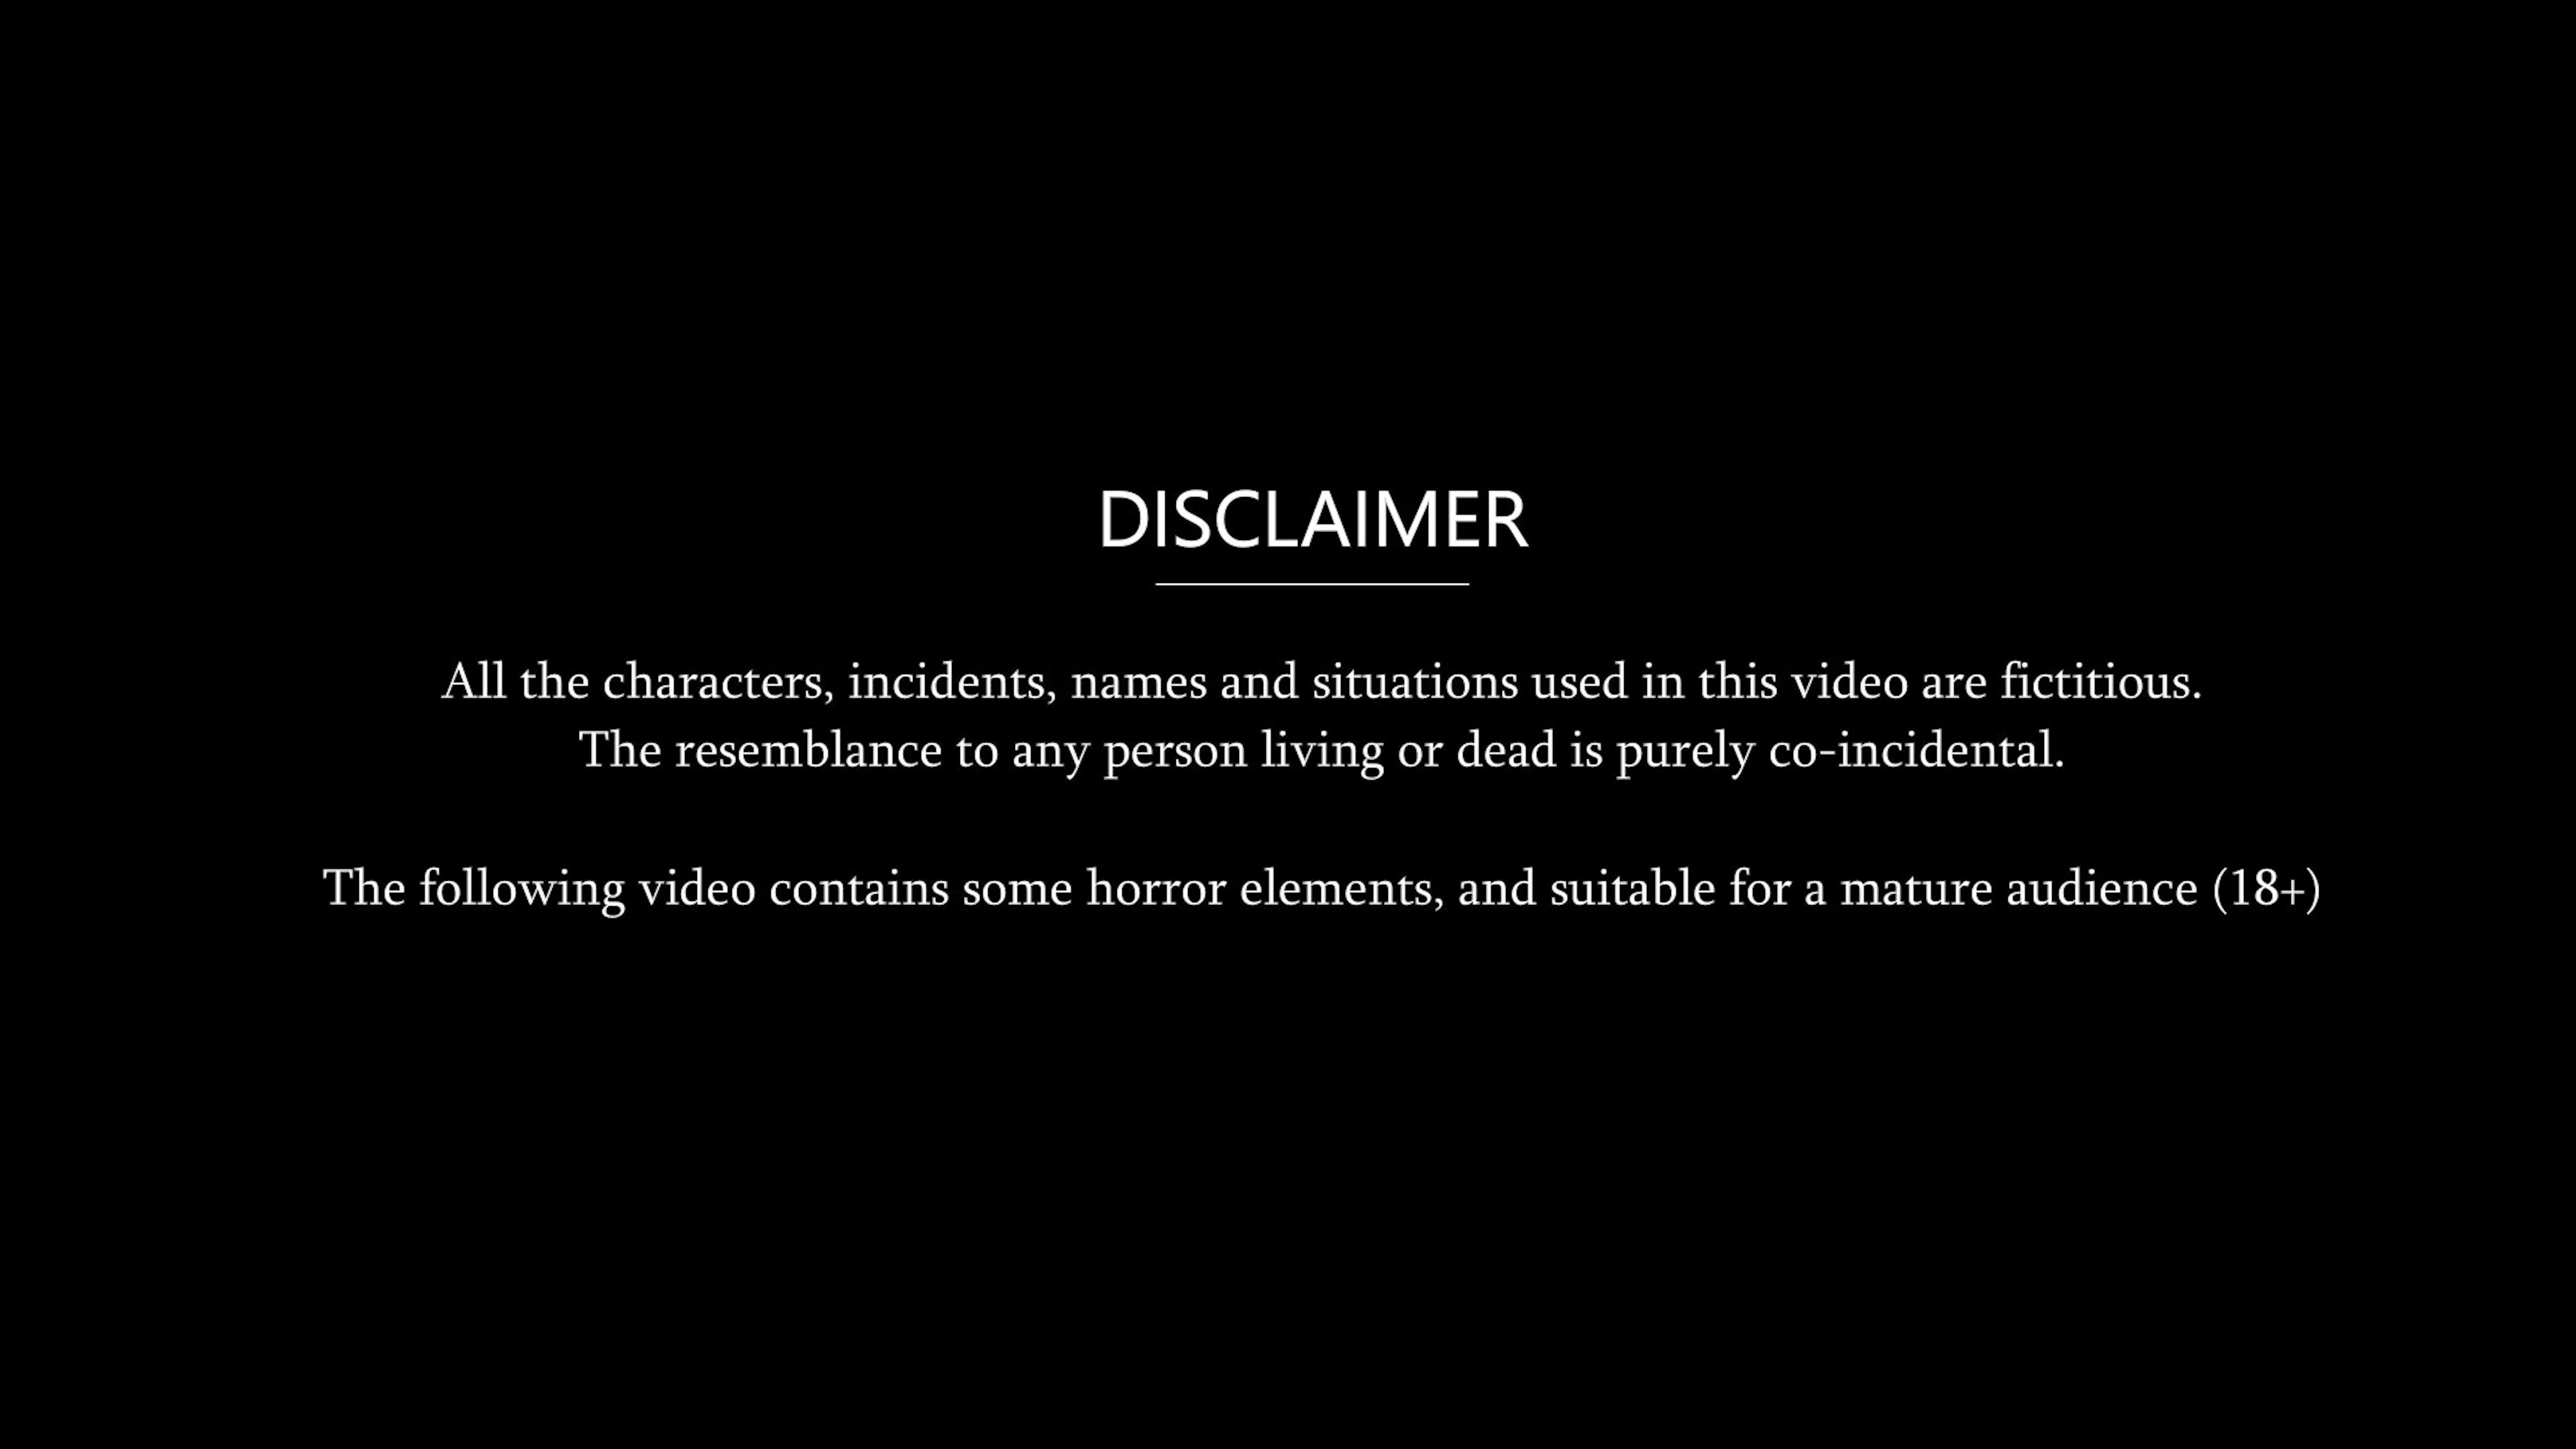 DISCLAIMER
All the characters, incidents, names and situations used in this video are fictitious.
The resemblance to any person living or dead is purely co-incidental.
The following video contains some horror elements, and suitable for a mature audience (18+)